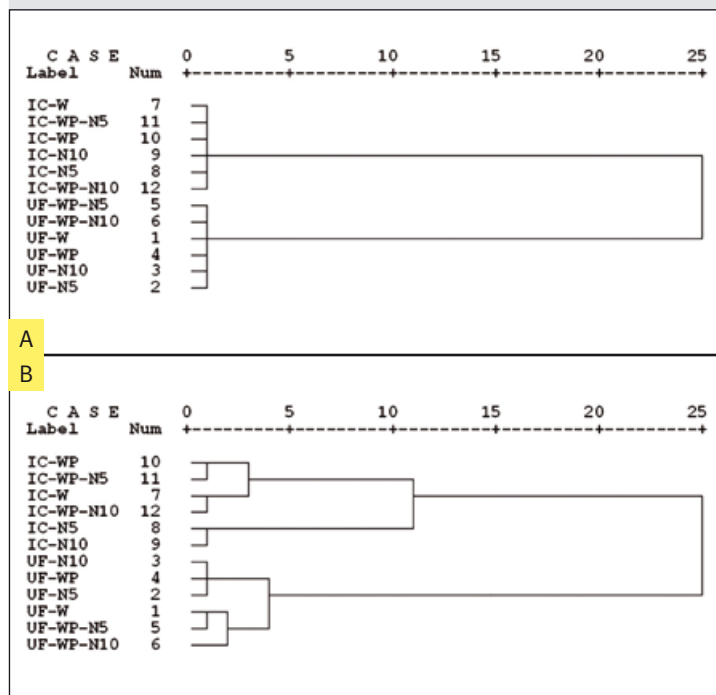 C A S E 0 5 10 15 20 25
Label Num +---------+---------+---------+---------+---------+
IC-W 7
IC-WP-N5 11
IC-WP 10
IC-N10 9
IC-N5 8
IC-WP-N10 12
UF-WP-N5 5
UF-WP-N10 6
UF-W 1
UF-WP 4
UF-N10 3
UF-N5 2
A
B
C A S E 0 5 10 15 20 25
Label Num +---------+---------+---------+---------+---------+
IC-WP 10
IC-WP-N5 11
IC-W 7
IC-WP-N10 12
IC-N5 8
IC-N10 9
UF-N10 3
UF-WP 4
UF-N5 2
UF-W 1
UF-WP-N5 5
UF-WP-N10 6